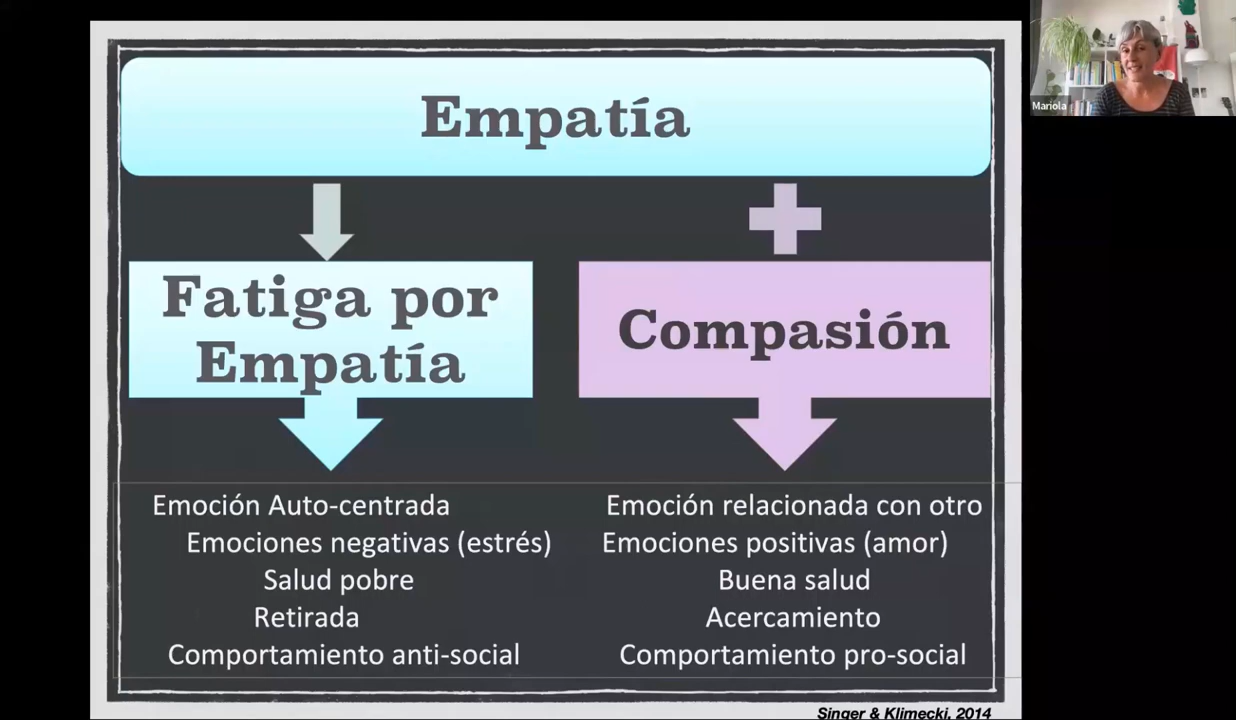 Empatía
Mariola
Fatiga por
Empatía
Compasión
Emoción Auto-centrada
Emociones negativas (estrés)
Salud pobre
Retirada
Comportamiento anti-social
Emoción relacionada con otro
Emociones positivas (amor)
Buena salud
Acercamiento
Comportamiento pro-social
Singer & Klimecki, 2014